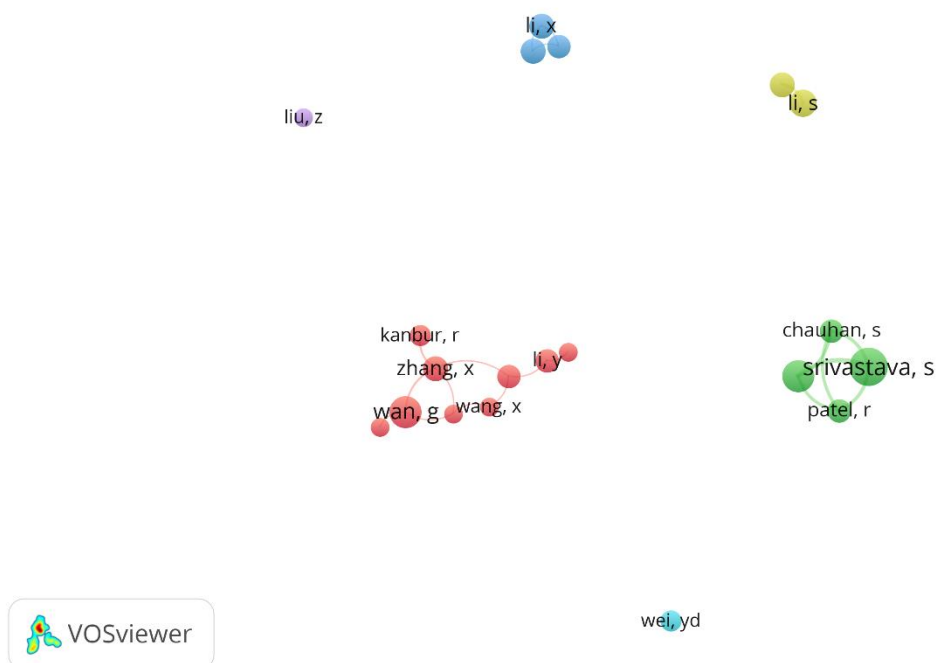 li, x
li, s
liu, z
chauhan, s
kanbur, r
zhang, x
li, y
srivastava, s
wan, g
wang, x
patel, r
wei, yd
VOSviewer